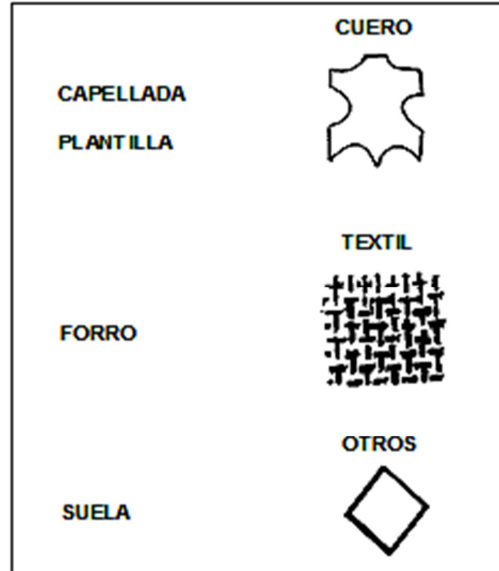 CUERO
CAPELLADA
PLANTILLA
TEXTIL
FORRO
OTROS
SUELA